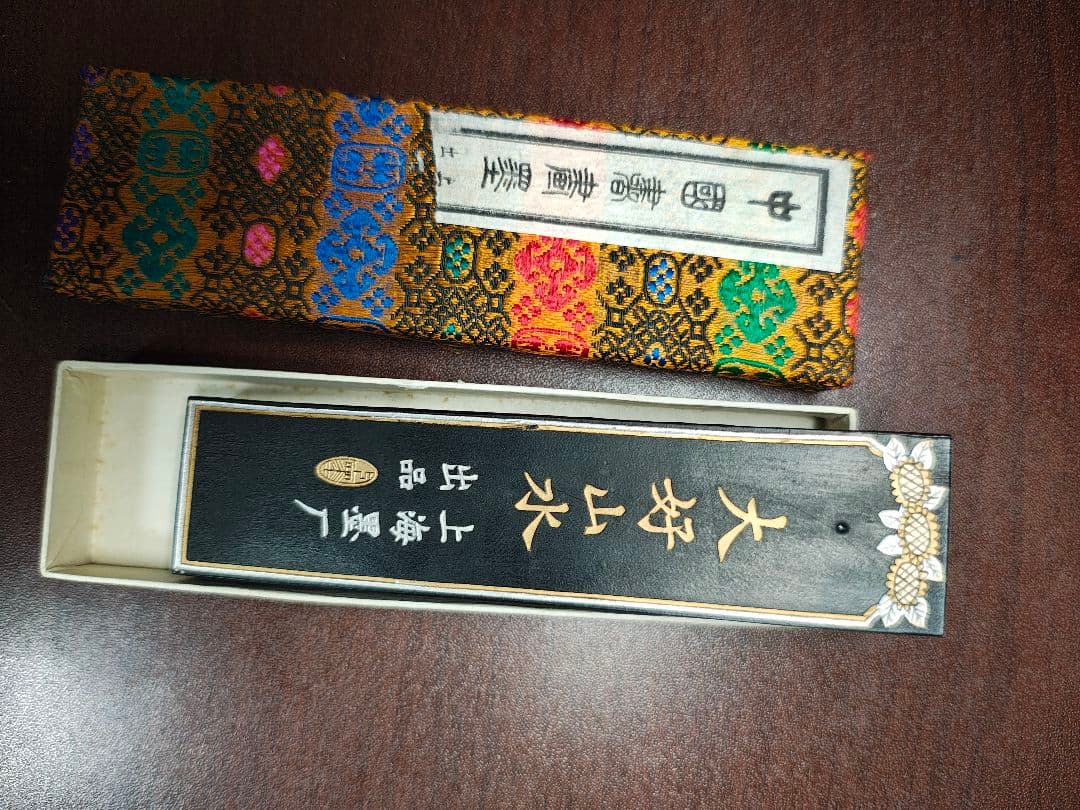 中國書畫墨
大好山水
上海墨厂
出品